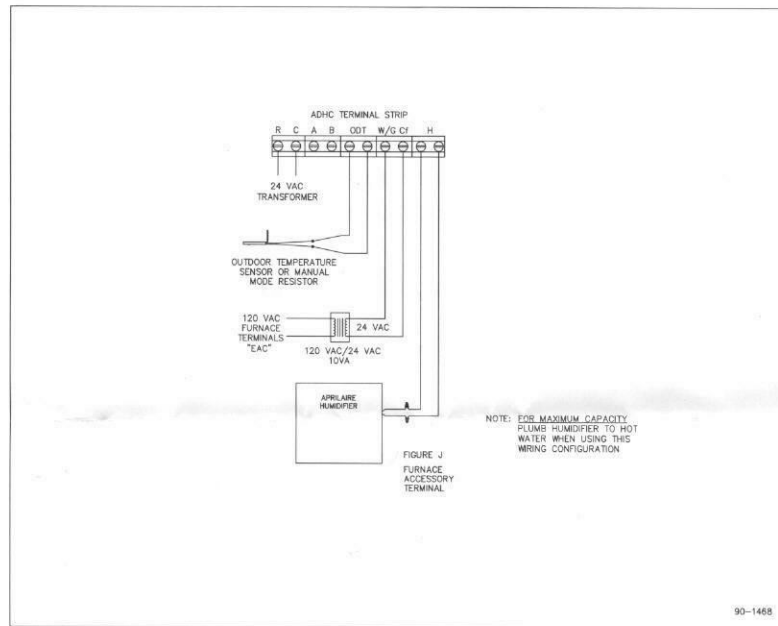 ADHC TERMINAL STRIP
R C A B ODT W/G Cf H
24 VAC
TRANSFORMER
OUTDOOR TEMPERATURE
SENSOR OR MANUAL
MODE RESISTOR
120 VAC
FURNACE
TERMINALS
"EAC"
24 VAC
120 VAC/24 VAC
10VA
APRILAIRE
HUMIDIFIER
NOTE: FOR MAXIMUM CAPACITY
PLUMB HUMIDIFIER TO HOT
WATER WHEN USING THIS
WIRING CONFIGURATION
FIGURE J
FURNACE
ACCESSORY
TERMINAL
90-1468